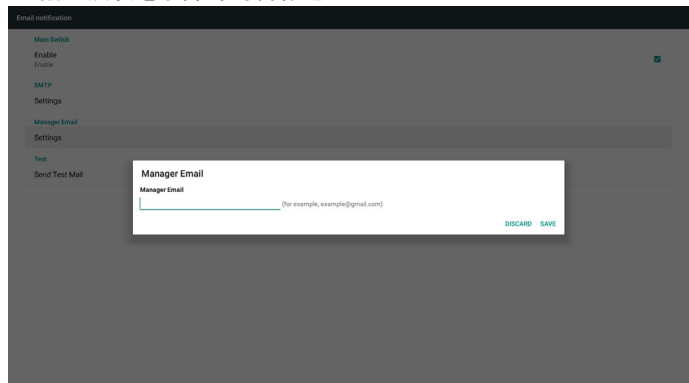 Email notification
Main Switch
Enable
Enable
SMTP
Settings
Manager Email
Settings
Test
Send Test Mail
Manager Email
Manager Email
(for example, example@gmail.com)
DISCARD SAVE